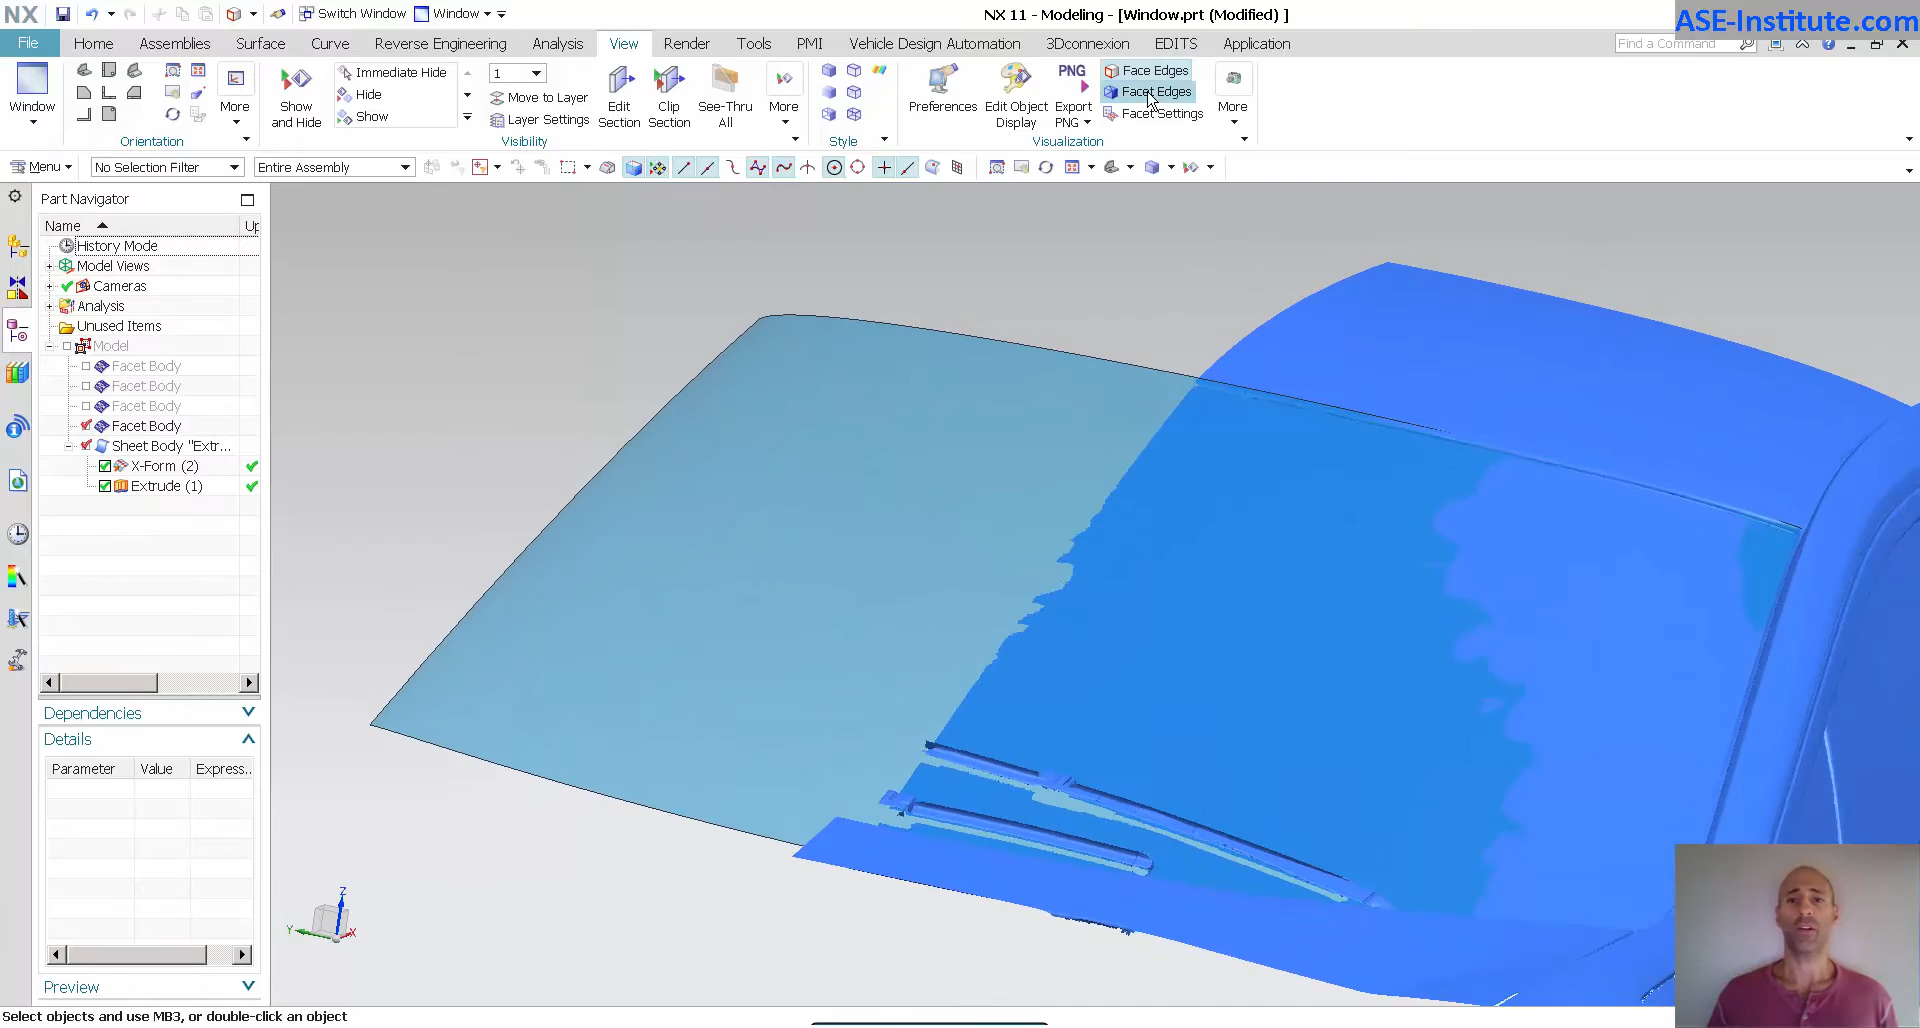 NX
Switch Window
Window
NX 11 - Modeling - [Window.prt (Modified) ]
ASE-Institute.com
File
Home
Assemblies
Surface
Curve
Reverse Engineering
Analysis
View
Render
Tools
PMI
Vehicle Design Automation
3Dconnexion
EDITS
Application
Find a Command
Window
More
Orientation
Show
and Hide
Immediate Hide
Hide
Show
1
Move to Layer
Layer Settings
Edit
Section
Clip
Section
See-Thru
All
More
Visibility
Style
Preferences
Edit Object
Display
PNG
Export
PNG
Face Edges
Facet Edges
Facet Settings
More
Visualization
Menu
No Selection Filter
Entire Assembly
Part Navigator
Name
Up
History Mode
Model Views
Cameras
Analysis
Unused Items
Model
Facet Body
Facet Body
Facet Body
Facet Body
Sheet Body "Extr...
X-Form (2)
Extrude (1)
Dependencies
Details
Parameter
Value
Express..
Preview
Z
Y
X
Select objects and use MB3, or double-click an object